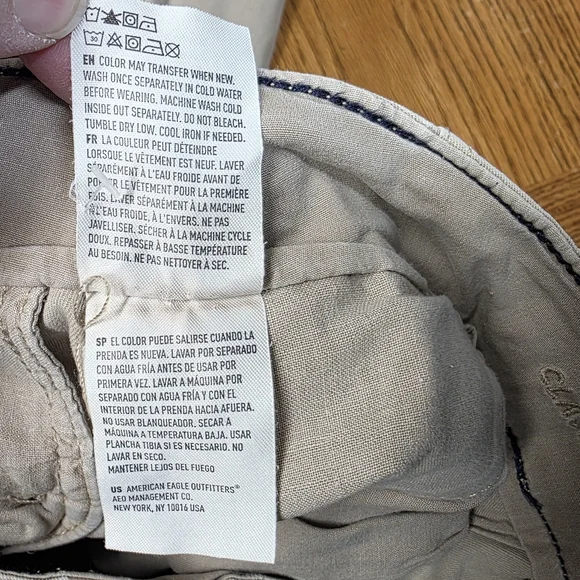 30
EN COLOR MAY TRANSFER WHEN NEW.
WASH ONCE SEPARATELY IN COLD WATER
BEFORE WEARING. MACHINE WASH COLD
INSIDE OUT SEPARATELY. DO NOT BLEACH.
TUMBLE DRY LOW. COOL IRON IF NEEDED.
FR LA COULEUR PEUT DÉTEINDRE
LORSQUE LE VÊTEMENT EST NEUF. LAVER
SÉPARÉMENT À L'EAU FROIDE AVANT DE
PORTER LE VÊTEMENT POUR LA PREMIÈRE
FOIS. LAVER SÉPARÉMENT À LA MACHINE
À L'EAU FROIDE, À L'ENVERS. NE PAS
JAVELLISER. SÉCHER À LA MACHINE CYCLE
DOUX. REPASSER À BASSE TEMPÉRATURE
AU BESOIN. NE PAS NETTOYER À SEC.
SP EL COLOR PUEDE SALIRSE CUANDO LA
PRENDA ES NUEVA. LAVAR POR SEPARADO
CON AGUA FRÍA ANTES DE USAR POR
PRIMERA VEZ. LAVAR A MÁQUINA POR
SEPARADO CON AGUA FRÍA Y CON EL
INTERIOR DE LA PRENDA HACIA AFUERA.
NO USAR BLANQUEADOR. SECAR A
MÁQUINA A TEMPERATURA BAJA. USAR
PLANCHA TIBIA SI ES NECESARIO. NO
LAVAR EN SECO.
MANTENER LEJOS DEL FUEGO
US AMERICAN EAGLE OUTFITTERS®
AEO MANAGEMENT CO.
NEW YORK, NY 10016 USA